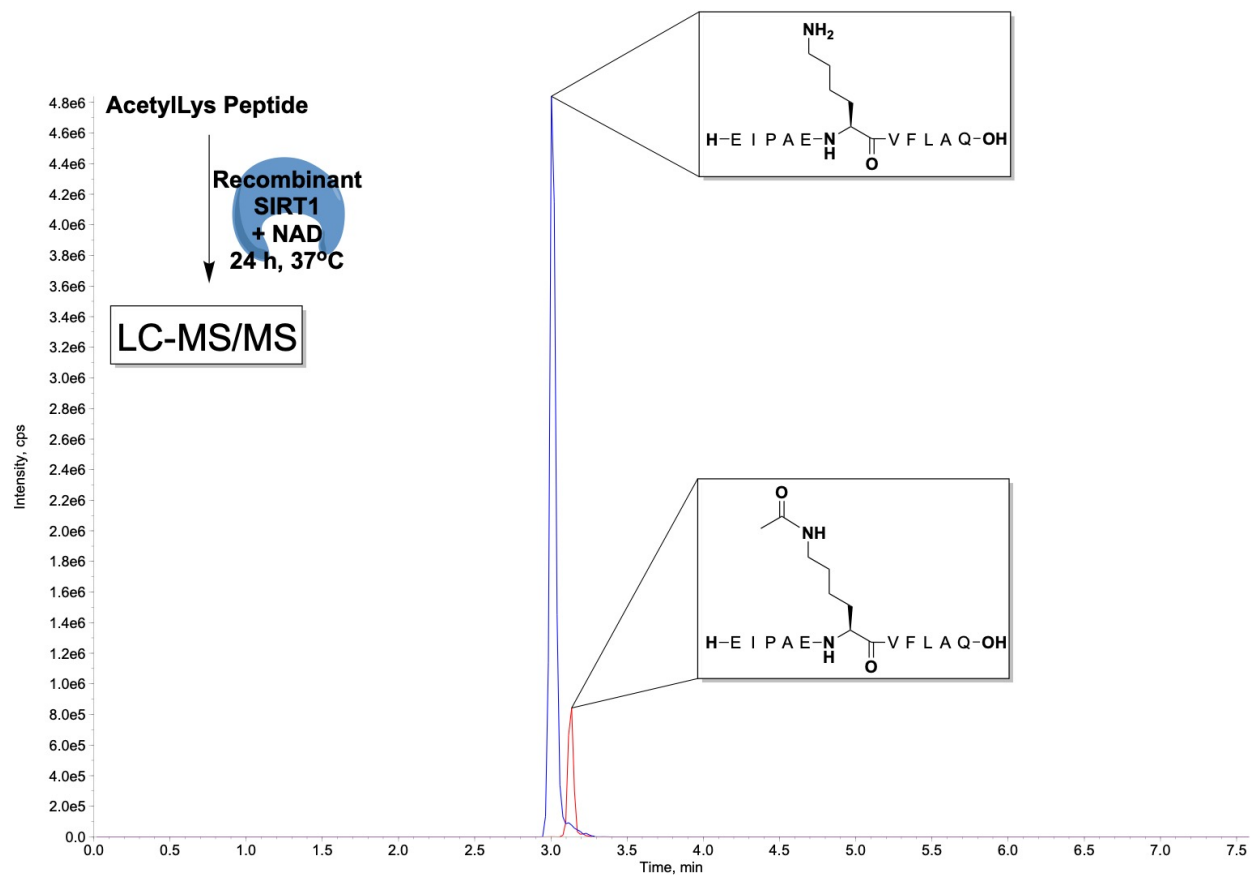 AcetylLys Peptide
Recombinant
SIRT1
+ NAD
24 h, 37ºC
LC-MS/MS
NH2
H-E I P A E-N
H
O
V F L A Q-OH
O
NH
H-E I P A E-N
H
O
V F L A Q-OH
Intensity, cps
4.8e6
4.6e6
4.4e6
4.2e6
4.0e6
3.8e6
3.6e6
3.4e6
3.2e6
3.0e6
2.8e6
2.6e6
2.4e6
2.2e6
2.0e6
1.8e6
1.6e6
1.4e6
1.2e6
1.0e6
8.0e5
6.0e5
4.0e5
2.0e5
0.0
0.0 0.5 1.0 1.5 2.0 2.5 3.0 3.5 4.0 4.5 5.0 5.5 6.0 6.5 7.0 7.5
Time, min